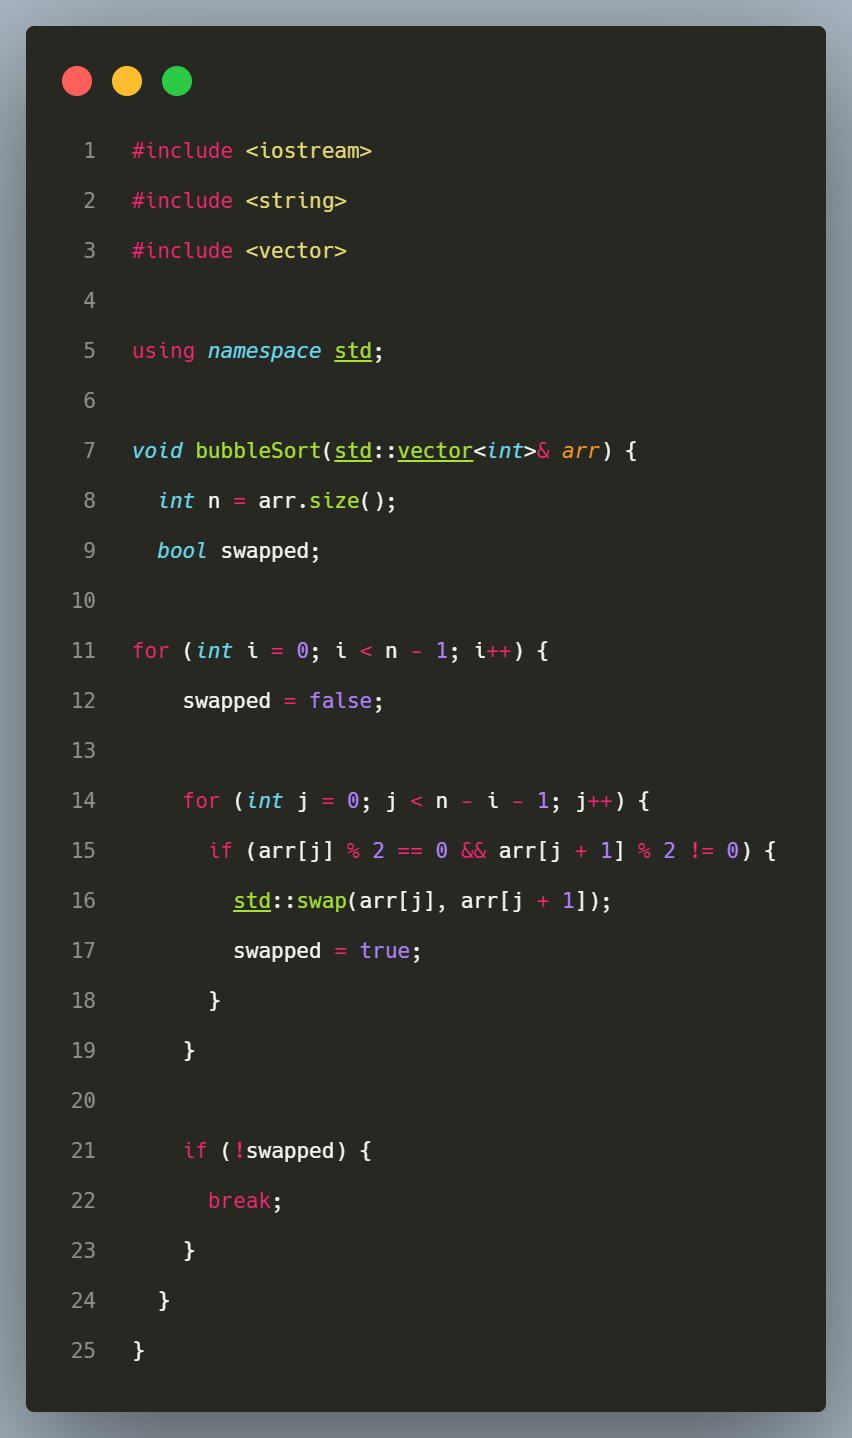 1 #include <iostream>
2 #include <string>
3 #include <vector>
4
5 using namespace std;
6
7 void bubbleSort(std::vector<int>& arr) {
8   int n = arr.size();
9   bool swapped;
10
11 for (int i = 0; i < n - 1; i++) {
12     swapped = false;
13
14     for (int j = 0; j < n - i - 1; j++) {
15       if (arr[j] % 2 == 0 && arr[j + 1] % 2 != 0) {
16         std::swap(arr[j], arr[j + 1]);
17         swapped = true;
18       }
19     }
20
21     if (!swapped) {
22       break;
23     }
24   }
25 }